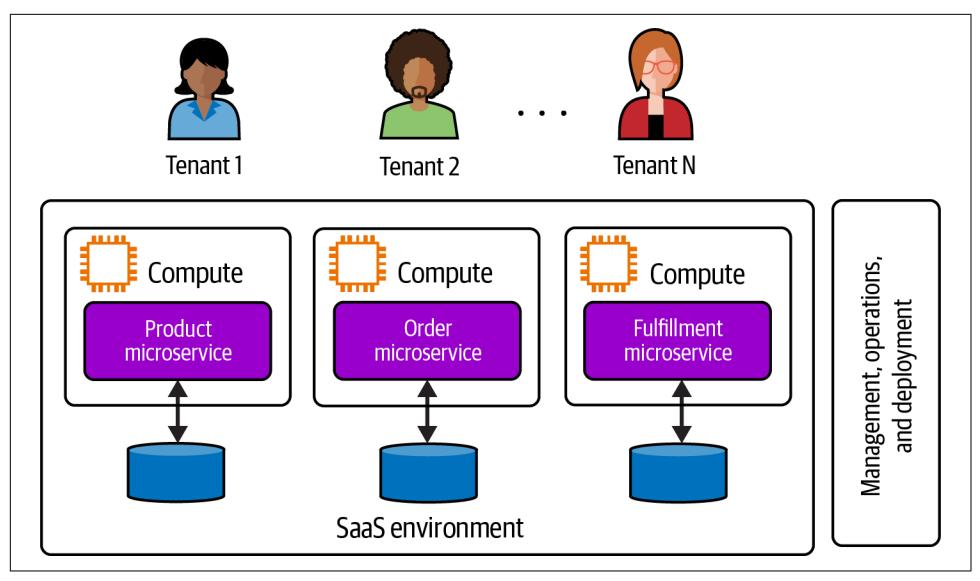 Tenant 1
Tenant 2
. . .
Tenant N
Compute
Product
microservice
Compute
Order
microservice
Compute
Fulfillment
microservice
SaaS environment
Management, operations,
and deployment